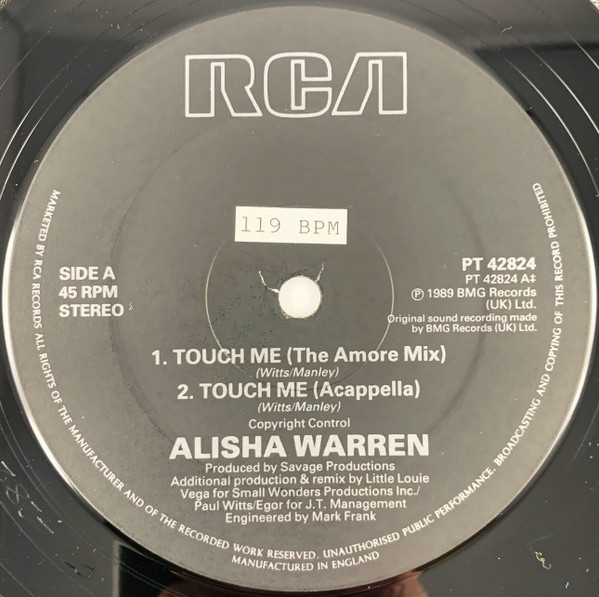 RCA
119 BPM
SIDE A
45 RPM
STEREO
PT 42824
PT 42824 A‡
Ⓟ 1989 BMG Records
(UK) Ltd.
Original sound recording made
by BMG Records (UK) Ltd.
1. TOUCH ME (The Amore Mix)
(Witts/Manley)
2. TOUCH ME (Acappella)
(Witts/Manley)
Copyright Control
ALISHA WARREN
Produced by Savage Productions
Additional production & remix by Little Louie
Vega for Small Wonders Productions Inc./
Paul Witts/Egor for J.T. Management
Engineered by Mark Frank
MARKETED BY RCA RECORDS ALL RIGHTS OF THE MANUFACTURER AND OF THE RECORDED WORK RESERVED. UNAUTHORISED PUBLIC PERFORMANCE, BROADCASTING AND COPYING OF THIS RECORD PROHIBITED
MANUFACTURED IN ENGLAND